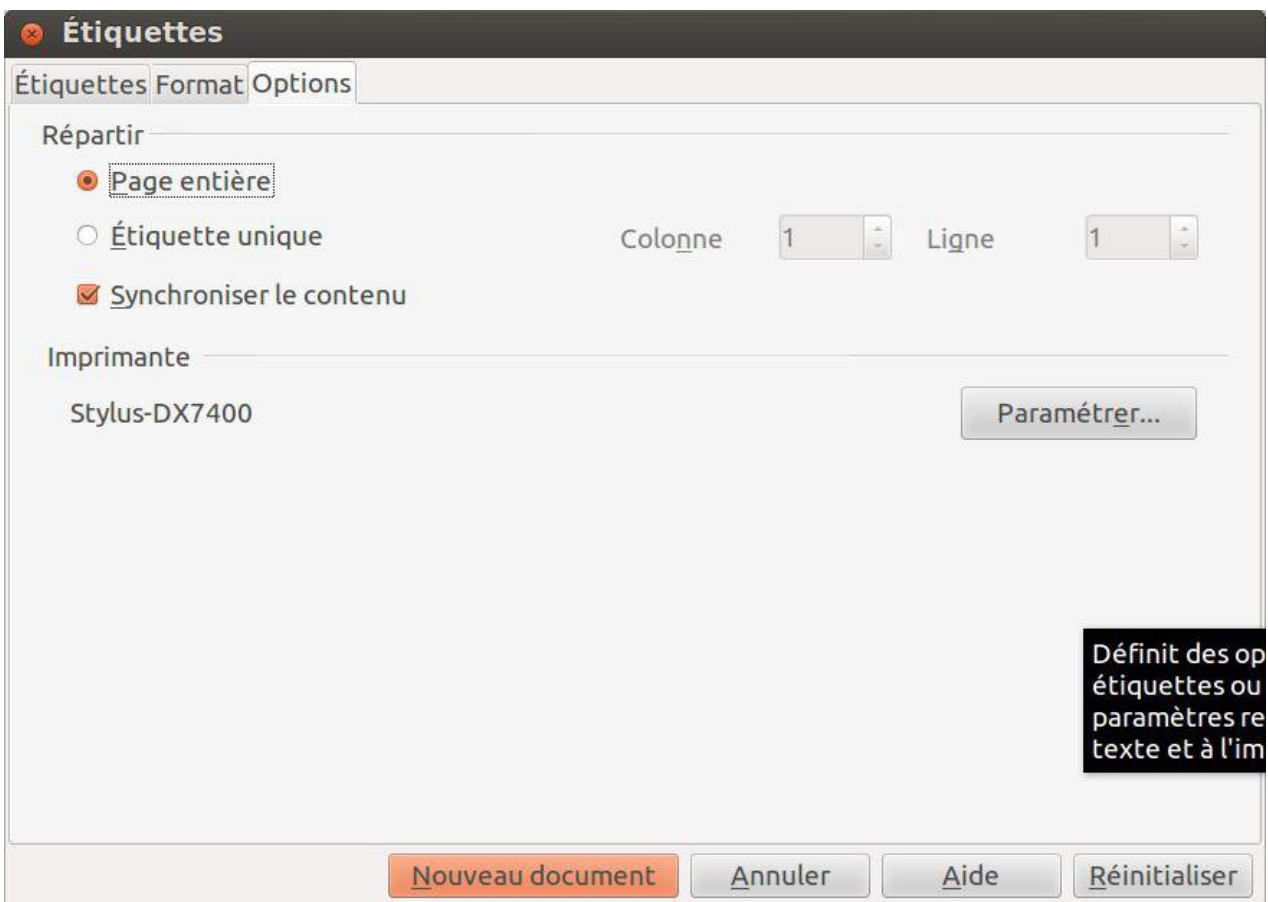 Étiquettes
Étiquettes Format Options
Répartir
Page entière
Étiquette unique Colonne 1 Ligne 1
Synchroniser le contenu
Imprimante
Stylus-DX7400 Paramétrer...
Définit des op
étiquettes ou
paramètres re
texte et à l'im
Nouveau document Annuler Aide Réinitialiser